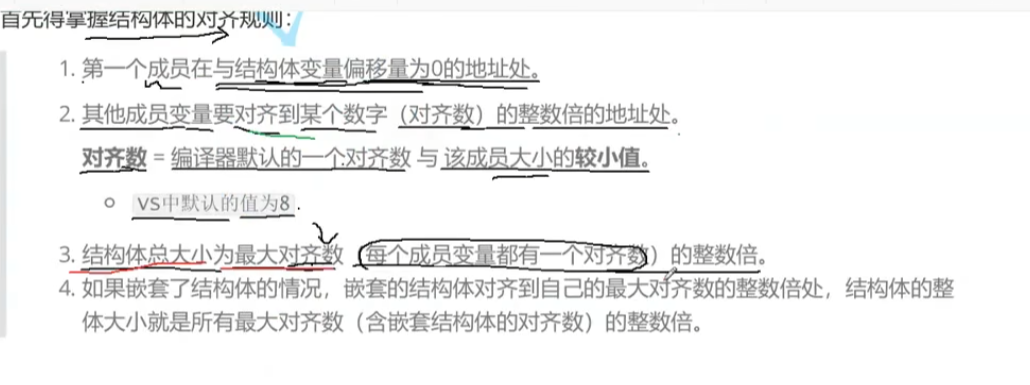 首先得掌握结构体的对齐规则：
1. 第一个成员在与结构体变量偏移量为0的地址处。
2. 其他成员变量要对齐到某个数字（对齐数）的整数倍的地址处。
对齐数 = 编译器默认的一个对齐数 与 该成员大小的较小值。
VS中默认的值为8
3. 结构体总大小为最大对齐数（每个成员变量都有一个对齐数）的整数倍。
4. 如果嵌套了结构体的情况，嵌套的结构体对齐到自己的最大对齐数的整数倍处，结构体的整
体大小就是所有最大对齐数（含嵌套结构体的对齐数）的整数倍。